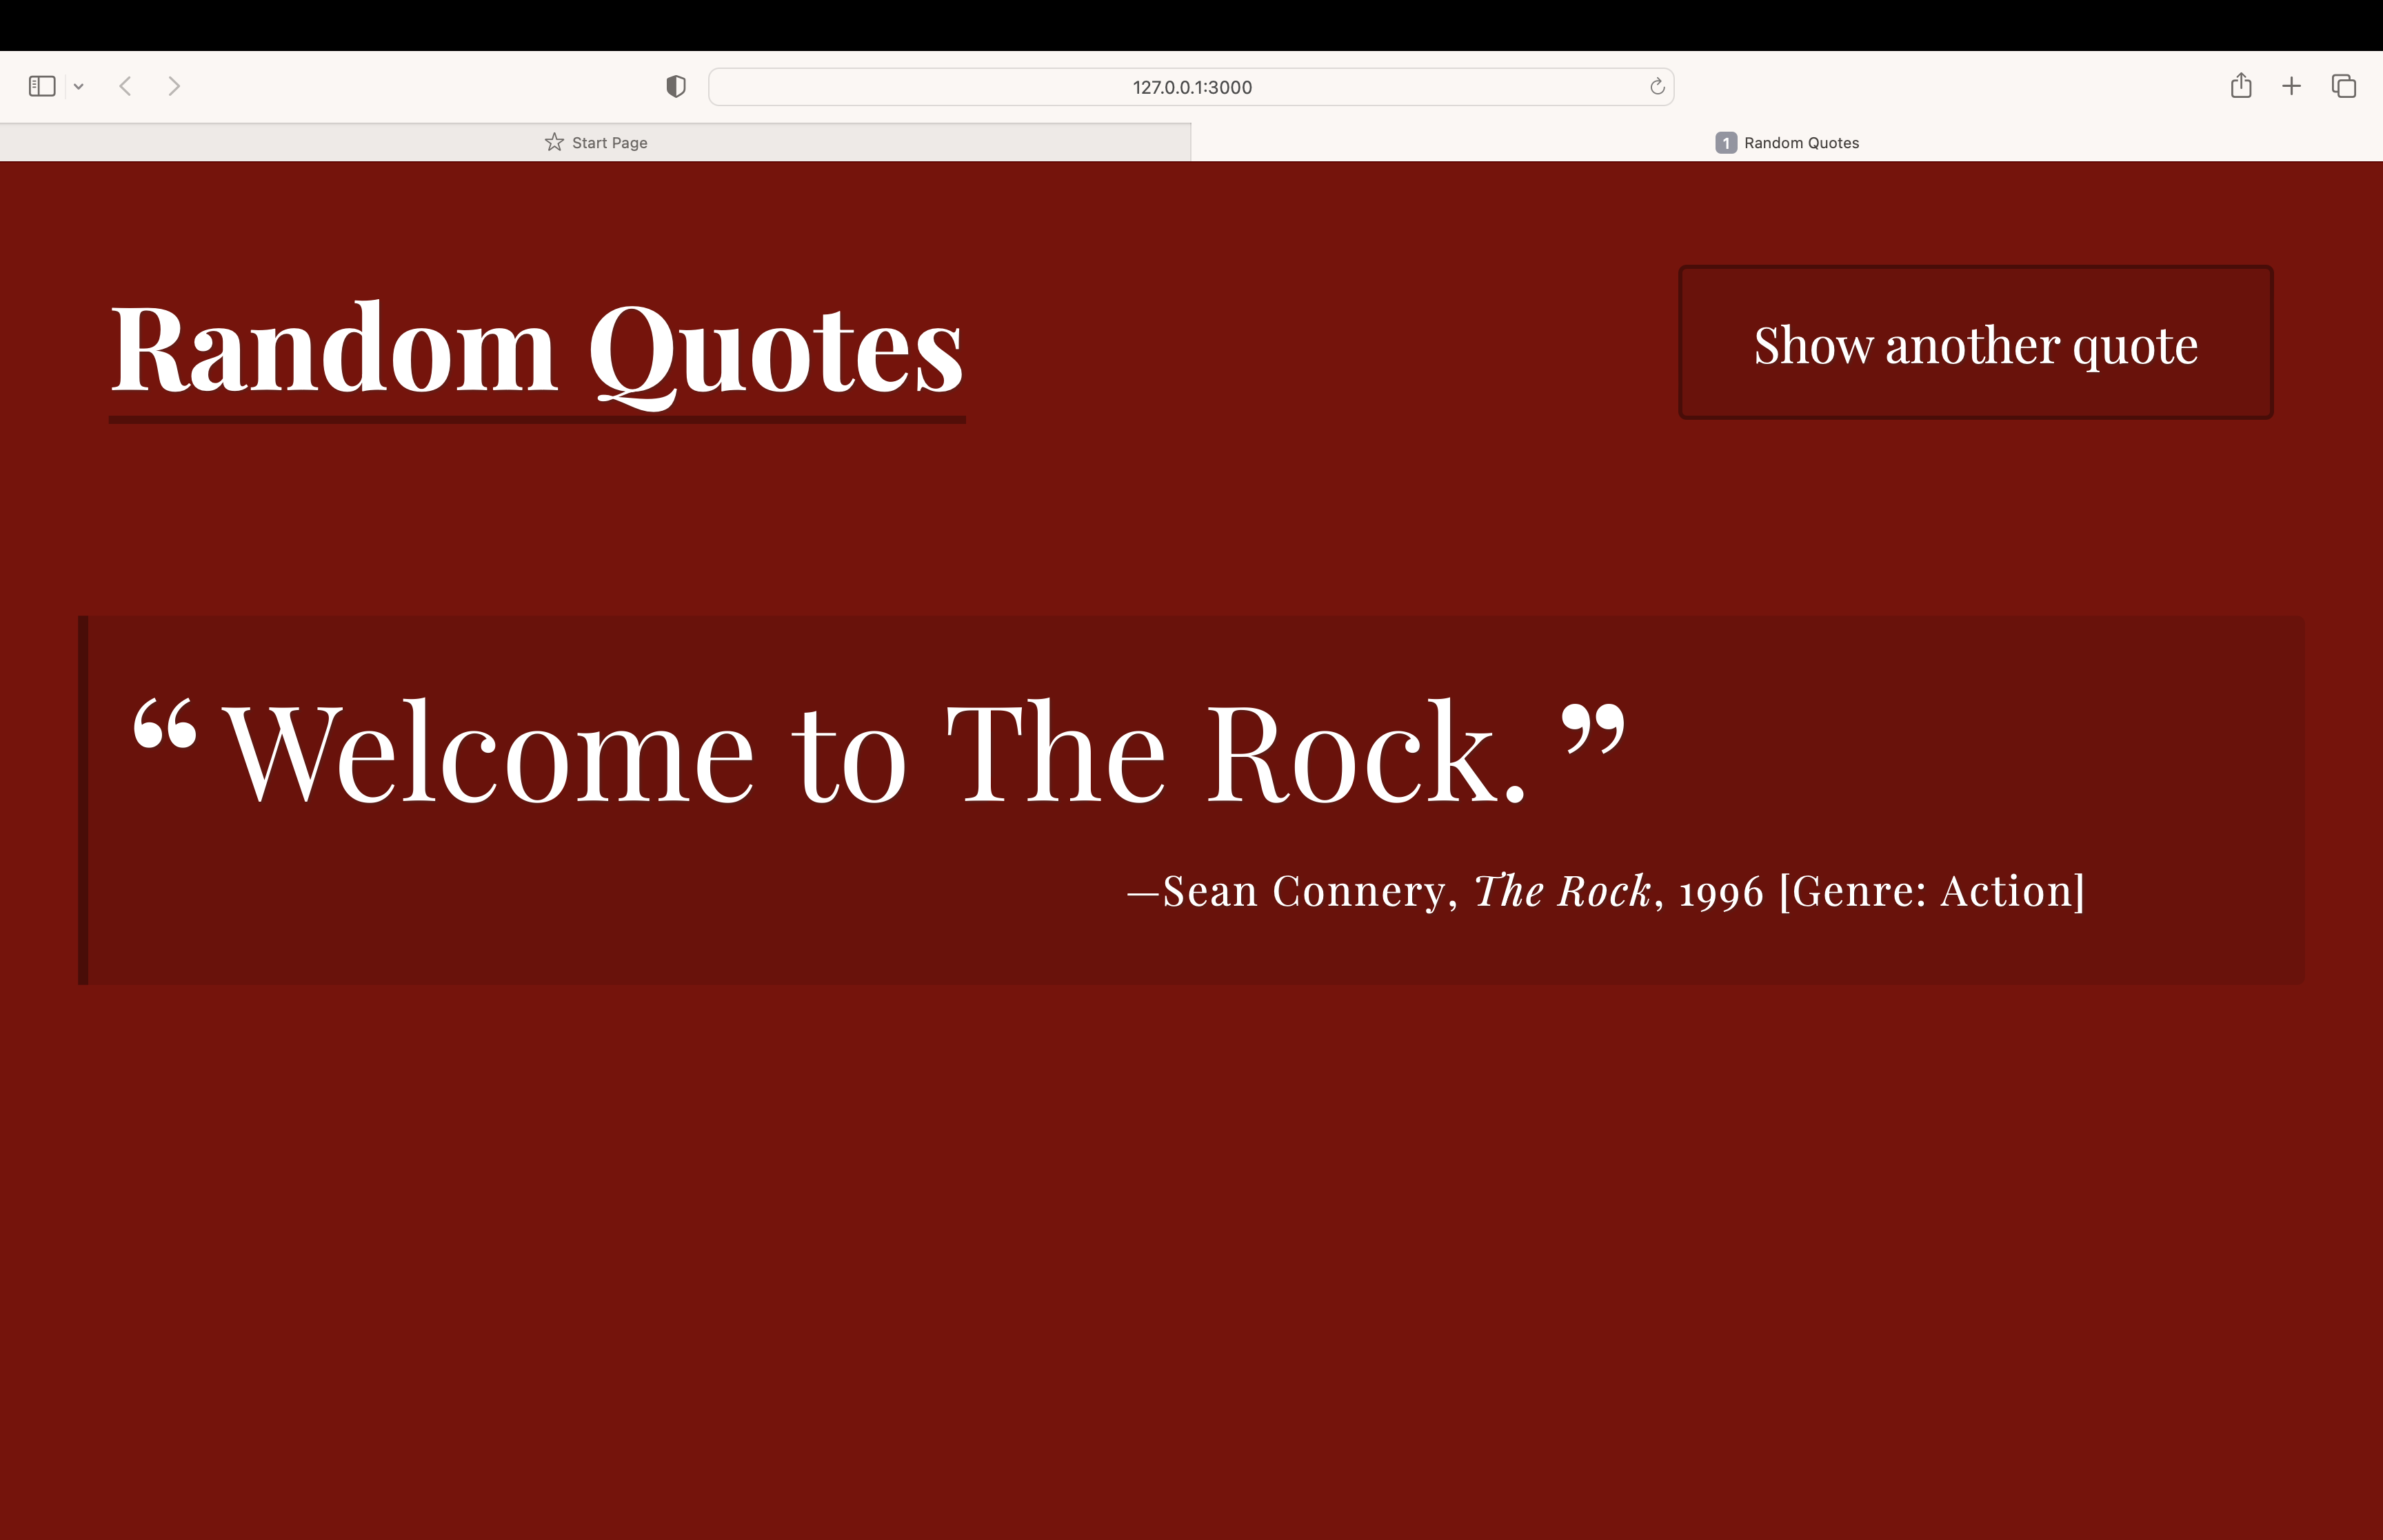 127.0.0.1:3000
Start Page
1 Random Quotes
Random Quotes
Show another quote
“ Welcome to The Rock. ”
—Sean Connery, The Rock, 1996 [Genre: Action]